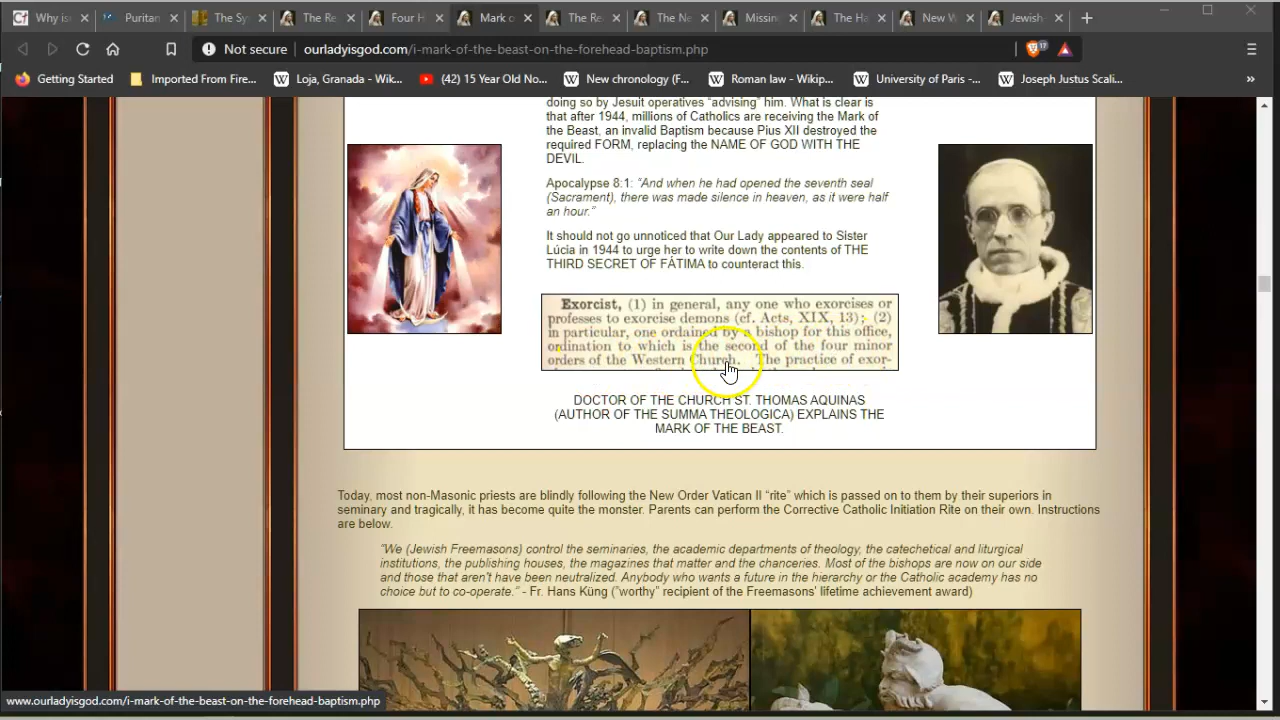 Why is
Puritan
The Sy
The Re
Four H
Mark o
The Re
The Ne
Missin
The Ha
New W
Jewish
Not secure
ourladyisgod.com/i-mark-of-the-beast-on-the-forehead-baptism.php
17
Getting Started
Imported From Fire...
Loja, Granada - Wik...
(42) 15 Year Old No...
New chronology (F...
Roman law - Wikip...
University of Paris -...
Joseph Justus Scali...
»
doing so by Jesuit operatives “advising” him. What is clear is
that after 1944, millions of Catholics are receiving the Mark of
the Beast, an invalid Baptism because Pius XII destroyed the
required FORM, replacing the NAME OF GOD WITH THE
DEVIL.
Apocalypse 8:1: “And when he had opened the seventh seal
(Sacrament), there was made silence in heaven, as it were half
an hour.”
It should not go unnoticed that Our Lady appeared to Sister
Lúcia in 1944 to urge her to write down the contents of THE
THIRD SECRET OF FÁTIMA to counteract this.
Exorcist, (1) in general, any one who exorcises or
professes to exorcise demons (cf. Acts, XIX, 13); (2)
in particular, one ordained by a bishop for this office,
ordination to which is the second of the four minor
orders of the Western Church. The practice of exor-
DOCTOR OF THE CHURCH ST. THOMAS AQUINAS
(AUTHOR OF THE SUMMA THEOLOGICA) EXPLAINS THE
MARK OF THE BEAST.
Today, most non-Masonic priests are blindly following the New Order Vatican II “rite” which is passed on to them by their superiors in
seminary and tragically, it has become quite the monster. Parents can perform the Corrective Catholic Initiation Rite on their own. Instructions
are below.
“We (Jewish Freemasons) control the seminaries, the academic departments of theology, the catechetical and liturgical
institutions, the publishing houses, the magazines that matter and the chanceries. Most of the bishops are now on our side
and those that aren't have been neutralized. Anybody who wants a future in the hierarchy or the Catholic academy has no
choice but to co-operate.” - Fr. Hans Küng (“worthy” recipient of the Freemasons' lifetime achievement award)
www.ourladyisgod.com/i-mark-of-the-beast-on-the-forehead-baptism.php